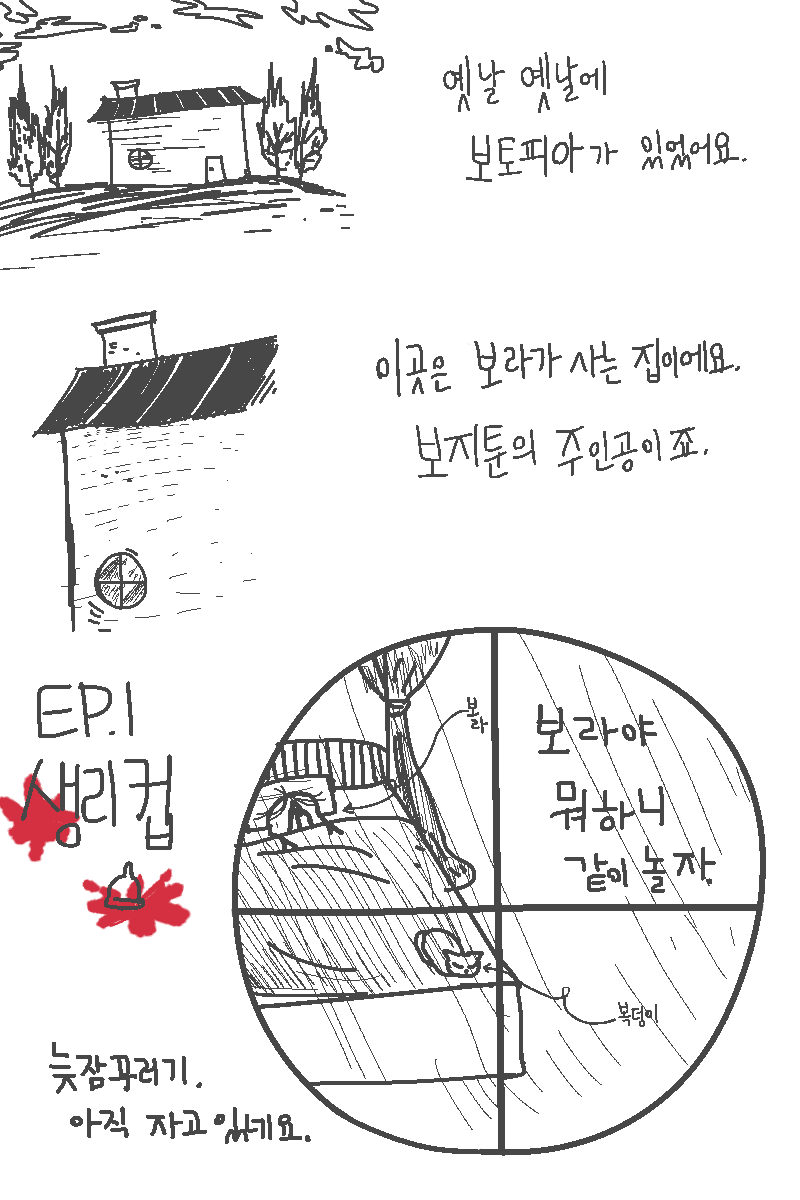 옛날 옛날에
보토피아가 있었어요.
이곳은 보라가 사는 집이에요.
보지툰의 주인공이죠.
EP.1
생리컵
보라
보라야
뭐하니
같이 놀자.
복덩이
늦잠꾸러기.
아직 자고 있네요.